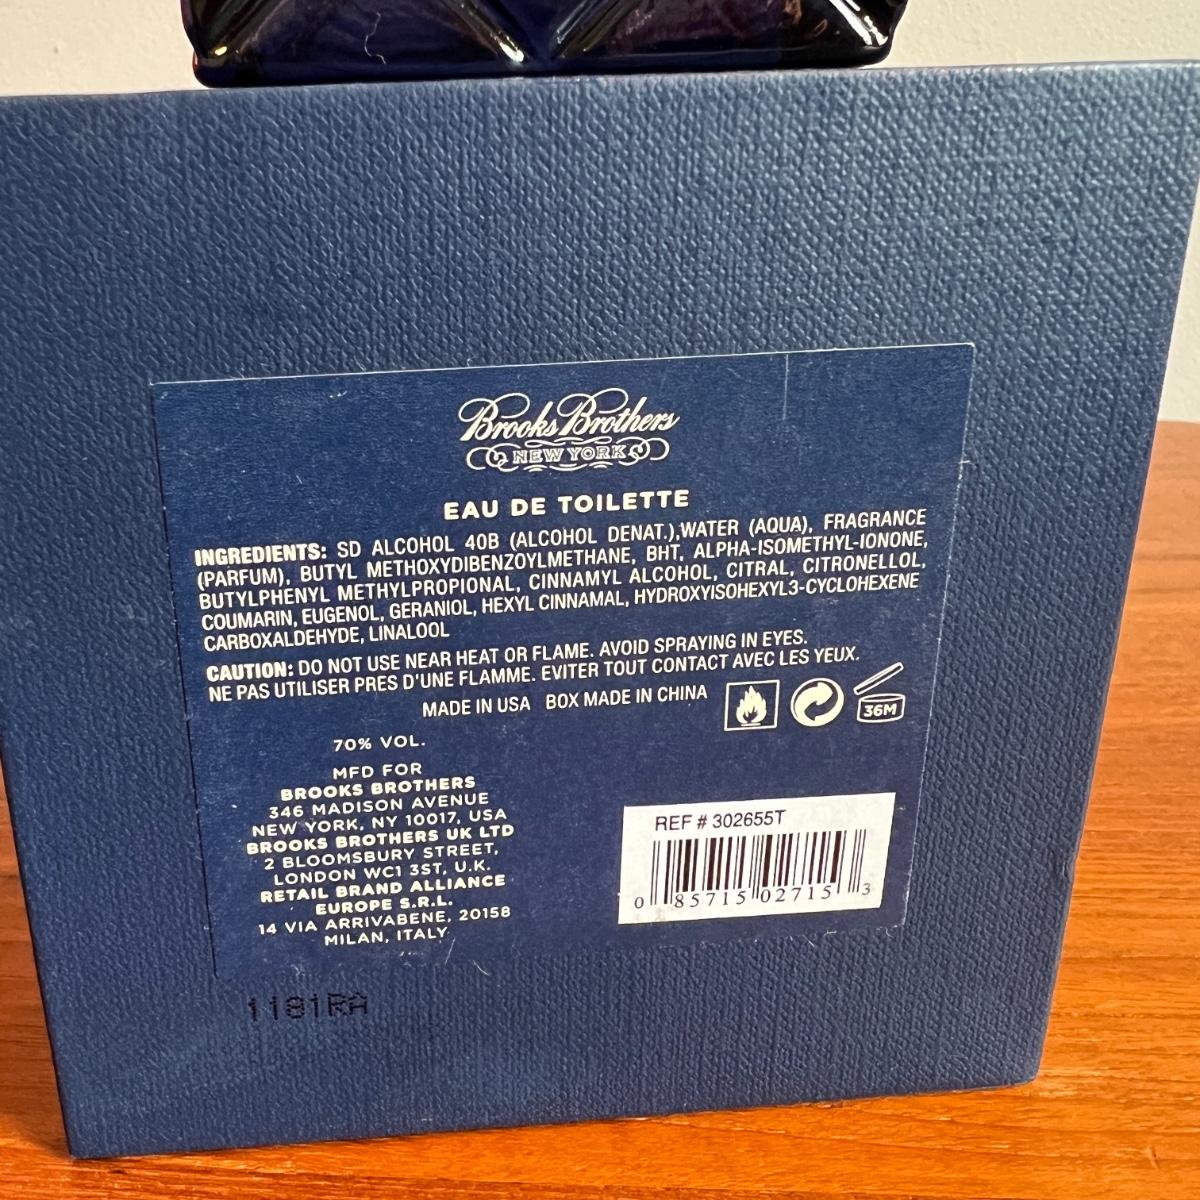 Brooks Brothers
NEW YORK
EAU DE TOILETTE
INGREDIENTS: SD ALCOHOL 40B (ALCOHOL DENAT.),WATER (AQUA), FRAGRANCE
(PARFUM), BUTYL METHOXYDIBENZOYLMETHANE, BHT, ALPHA-ISOMETHYL-IONONE,
BUTYLPHENYL METHYLPROPIONAL, CINNAMYL ALCOHOL, CITRAL, CITRONELLOL,
COUMARIN, EUGENOL, GERANIOL, HEXYL CINNAMAL, HYDROXYISOHEXYL3-CYCLOHEXENE
CARBOXALDEHYDE, LINALOOL
CAUTION: DO NOT USE NEAR HEAT OR FLAME. AVOID SPRAYING IN EYES.
NE PAS UTILISER PRES D'UNE FLAMME. EVITER TOUT CONTACT AVEC LES YEUX.
MADE IN USA BOX MADE IN CHINA
36M
70% VOL.
MFD FOR
BROOKS BROTHERS
346 MADISON AVENUE
NEW YORK, NY 10017, USA
BROOKS BROTHERS UK LTD
2 BLOOMSBURY STREET,
LONDON WC1 3ST, U.K.
RETAIL BRAND ALLIANCE
EUROPE S.R.L.
14 VIA ARRIVABENE, 20158
MILAN, ITALY
REF # 302655T
0 85715 02715 3
1181RA